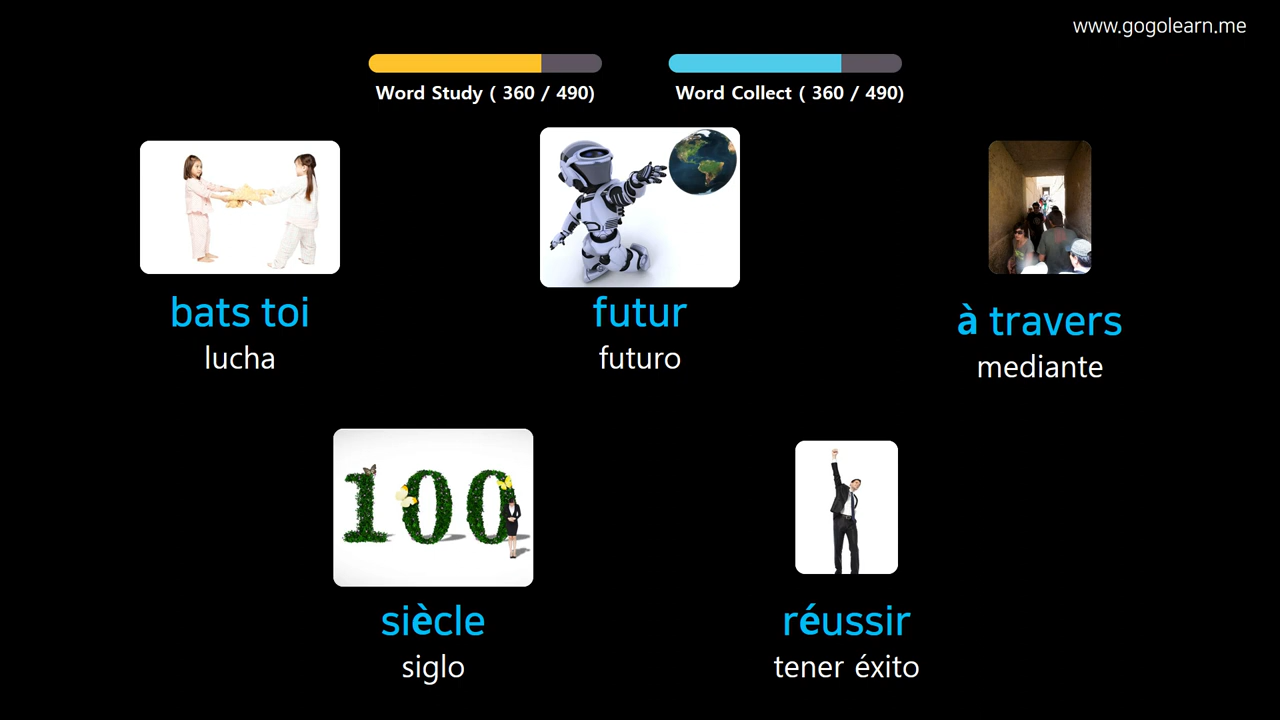 www.gogolearn.me
Word Study ( 360 / 490)
Word Collect ( 360 / 490)
bats toi
lucha
futur
futuro
à travers
mediante
100
siècle
siglo
réussir
tener éxito